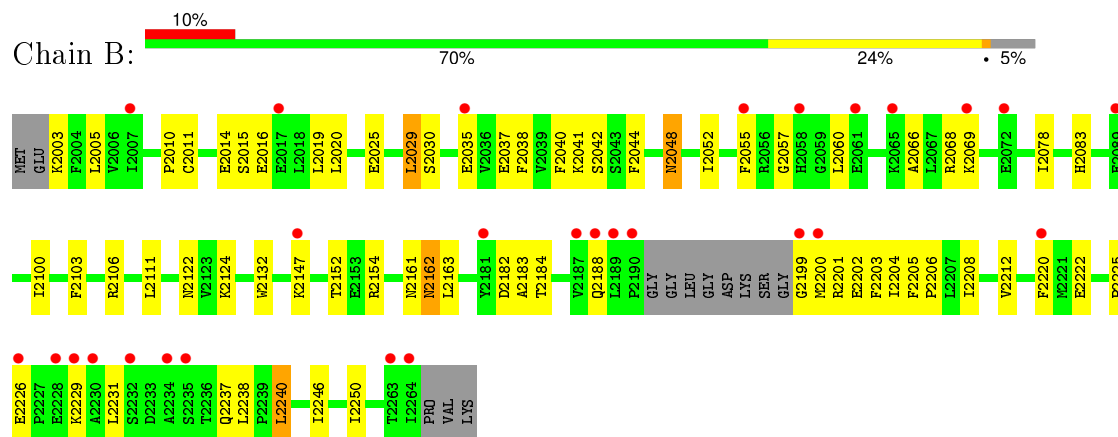 10%
Chain B:
70% 24% • 5%
MET GLU K2003 F2004 L2005 V2006 I2007 P2010 C2011 E2014 S2015 E2016 E2017 L2018 L2019 L2020 E2025 L2029 S2030 E2035 V2036 E2037 F2038 V2039 F2040 K2041 S2042 S2043 F2044 N2048 I2052 F2055 R2056 G2057 H2058 G2059 L2060 E2061 K2065 A2066 L2067 R2068 K2069 E2072 I2078 H2083
I2100 F2103 R2106 L2111 N2122 V2123 K2124 W2132 K2147 T2152 E2153 R2154 N2161 N2162 L2163 Y2181 D2182 A2183 T2184 V2187 Q2188 L2189 P2190 GLY GLY LEU GLY ASP LYS SER GLY G2199 M2200 R2201 E2202 F2203 I2204 F2205 P2206 L2207 I2208 V2212 F2220 M2221 E2222 P2225
E2226 P2227 E2228 K2229 A2230 L2231 S2232 D2233 A2234 S2235 T2236 Q2237 L2238 P2239 L2240 I2246 I2250 T2263 I2264 PRO VAL LYS